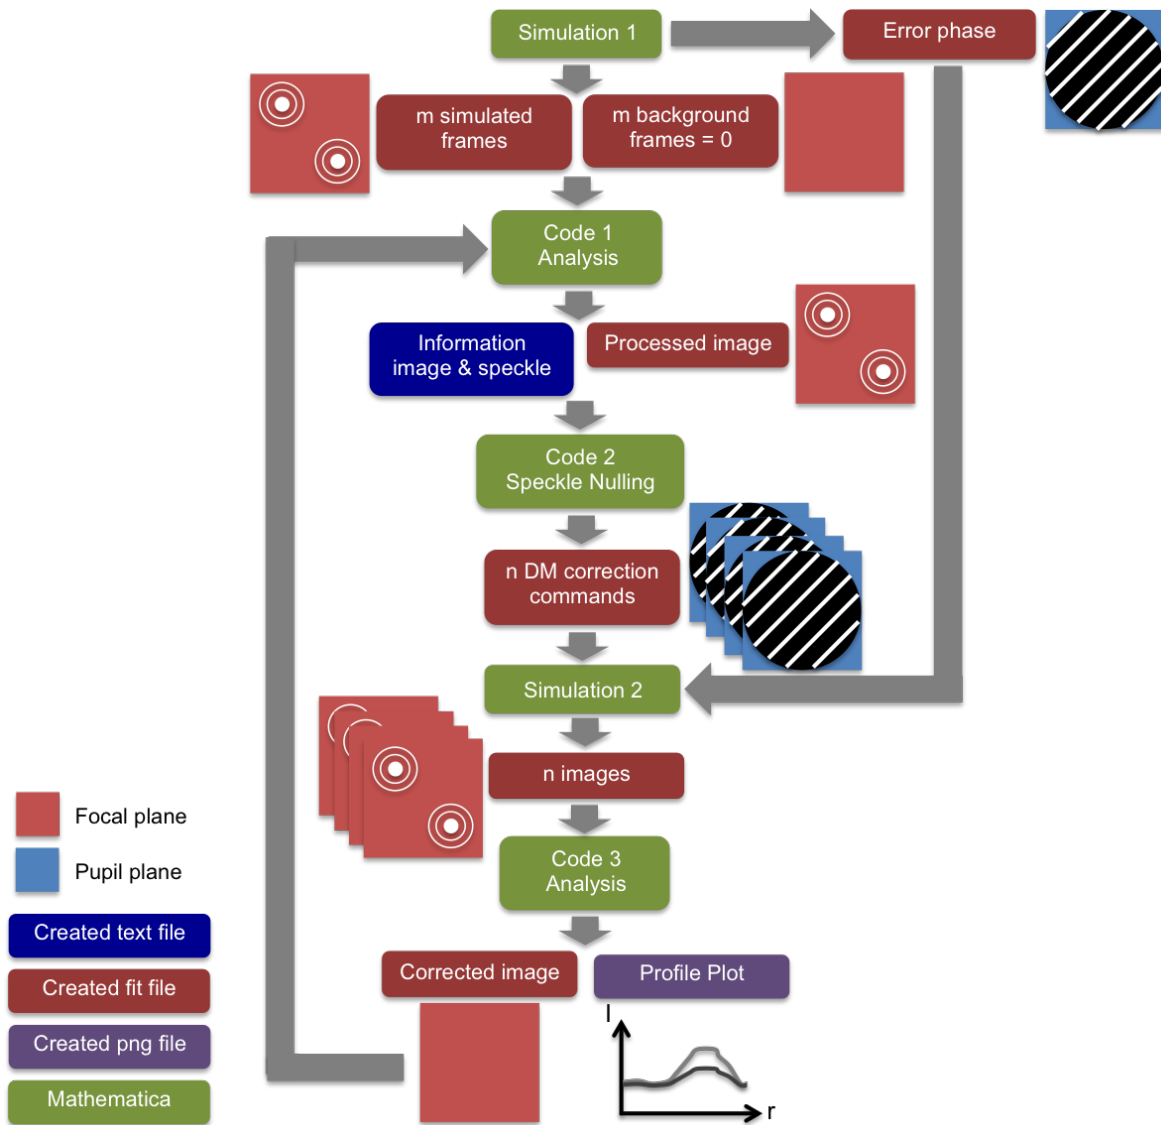 Simulation 1
Error phase
m simulated
frames
m background
frames = 0
Code 1
Analysis
Information
image & speckle
Processed image
Code 2
Speckle Nulling
n DM correction
commands
Simulation 2
n images
Code 3
Analysis
Corrected image
Profile Plot
I
r
Focal plane
Pupil plane
Created text file
Created fit file
Created png file
Mathematica